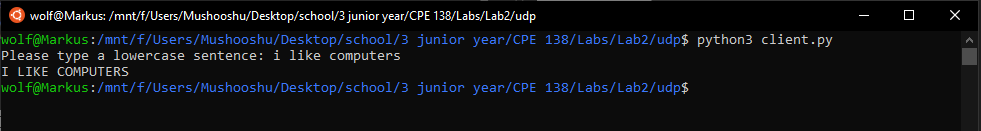 wolf@Markus: /mnt/f/Users/Mushooshu/Desktop/school/3 junior year/CPE 138/Labs/Lab2/udp
wolf@Markus:/mnt/f/Users/Mushooshu/Desktop/school/3 junior year/CPE 138/Labs/Lab2/udp$ python3 client.py
Please type a lowercase sentence: i like computers
I LIKE COMPUTERS
wolf@Markus:/mnt/f/Users/Mushooshu/Desktop/school/3 junior year/CPE 138/Labs/Lab2/udp$